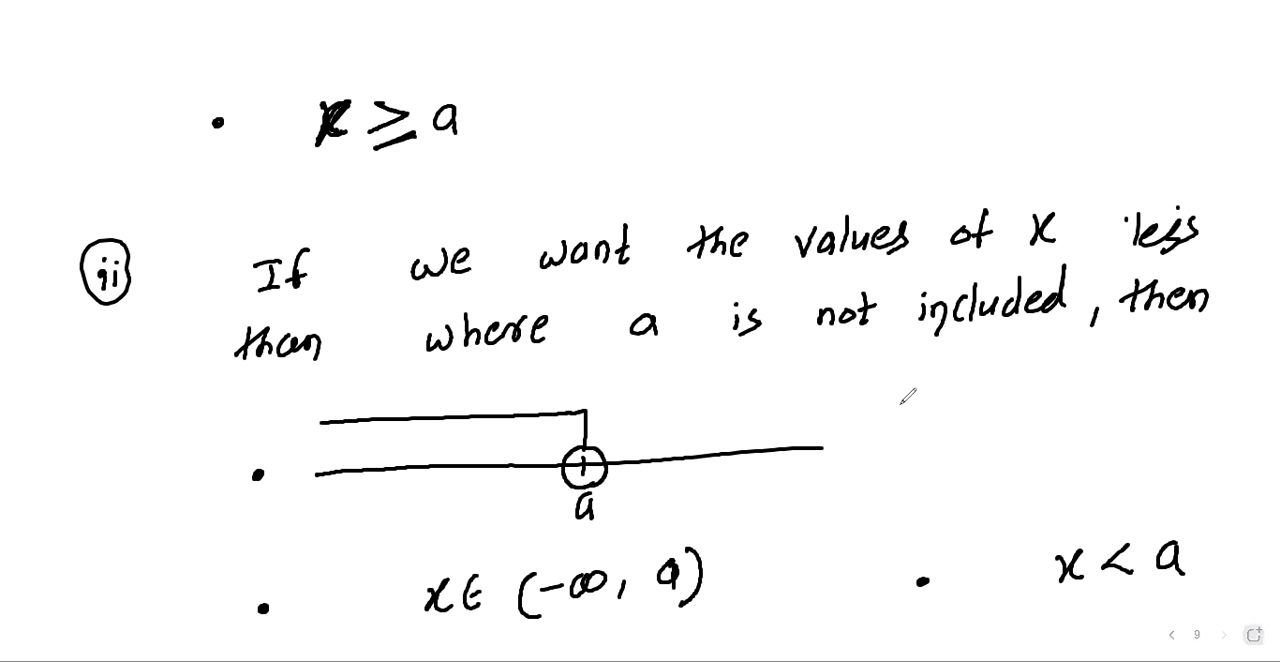 • x ≥ a
(ii) If we want the values of x less
than where a is not included, then
a
• x ∈ (-∞, a) • x < a
9